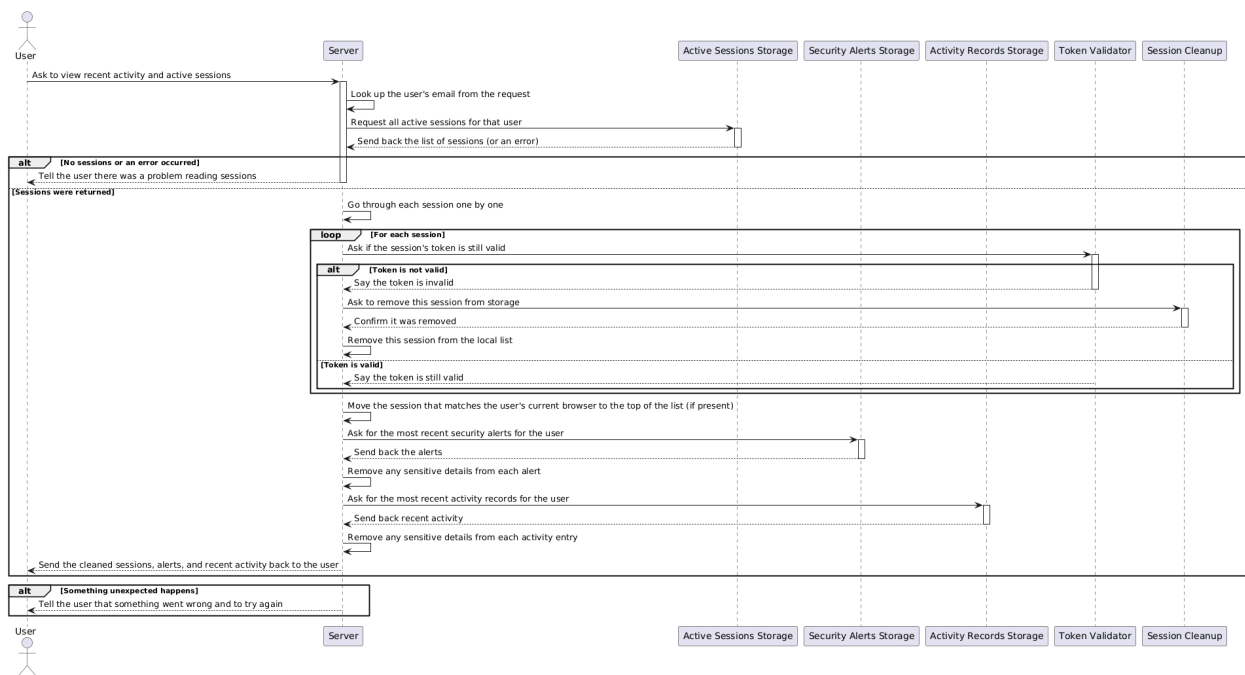 User
Server
Active Sessions Storage
Security Alerts Storage
Activity Records Storage
Token Validator
Session Cleanup
Ask to view recent activity and active sessions
Look up the user's email from the request
Request all active sessions for that user
Send back the list of sessions (or an error)
alt [No sessions or an error occurred]
Tell the user there was a problem reading sessions
[Sessions were returned]
Go through each session one by one
loop [For each session]
Ask if the session's token is still valid
alt [Token is not valid]
Say the token is invalid
Ask to remove this session from storage
Confirm it was removed
Remove this session from the local list
[Token is valid]
Say the token is still valid
Move the session that matches the user's current browser to the top of the list (if present)
Ask for the most recent security alerts for the user
Send back the alerts
Remove any sensitive details from each alert
Ask for the most recent activity records for the user
Send back recent activity
Remove any sensitive details from each activity entry
Send the cleaned sessions, alerts, and recent activity back to the user
alt [Something unexpected happens]
Tell the user that something went wrong and to try again
User
Server
Active Sessions Storage
Security Alerts Storage
Activity Records Storage
Token Validator
Session Cleanup